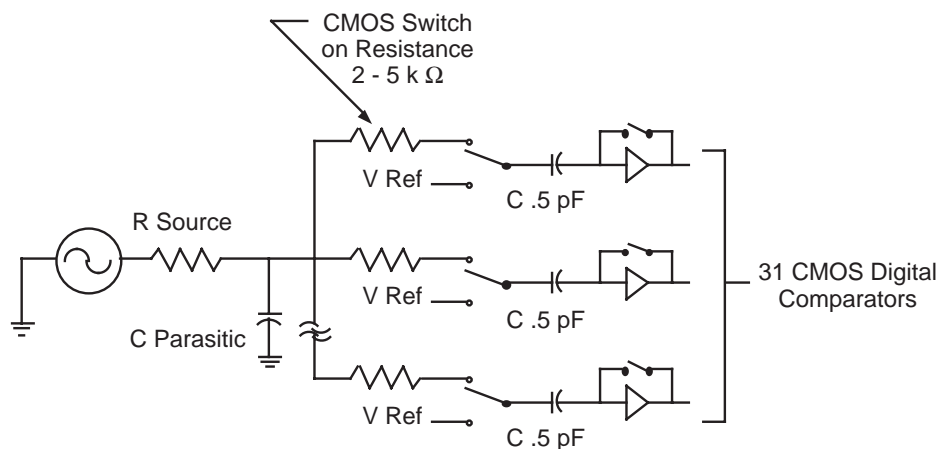 CMOS Switch
on Resistance
2 - 5 k Ω
V Ref
C .5 pF
R Source
V Ref
C .5 pF
31 CMOS Digital
Comparators
C Parasitic
V Ref
C .5 pF